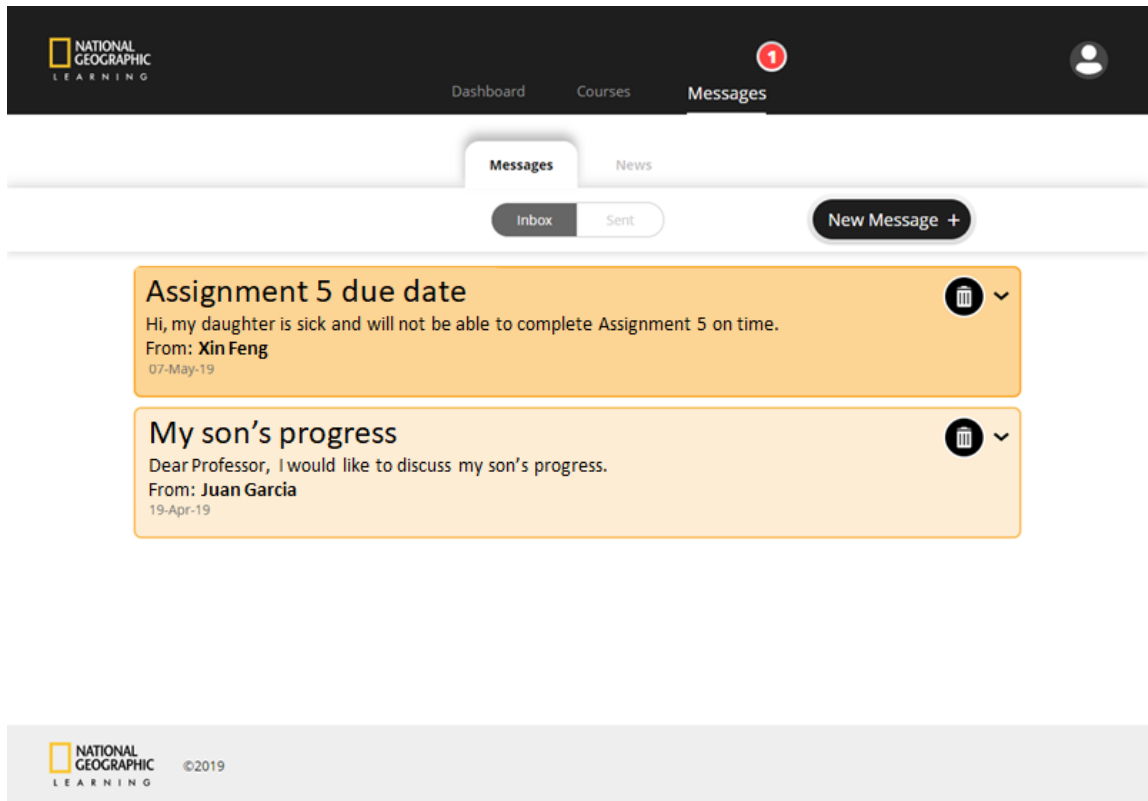 NATIONAL
GEOGRAPHIC
LEARNING
1
Dashboard Courses Messages
Messages News
Inbox Sent New Message +
Assignment 5 due date
Hi, my daughter is sick and will not be able to complete Assignment 5 on time.
From: Xin Feng
07-May-19
My son's progress
Dear Professor, I would like to discuss my son's progress.
From: Juan Garcia
19-Apr-19
NATIONAL
GEOGRAPHIC
LEARNING
©2019